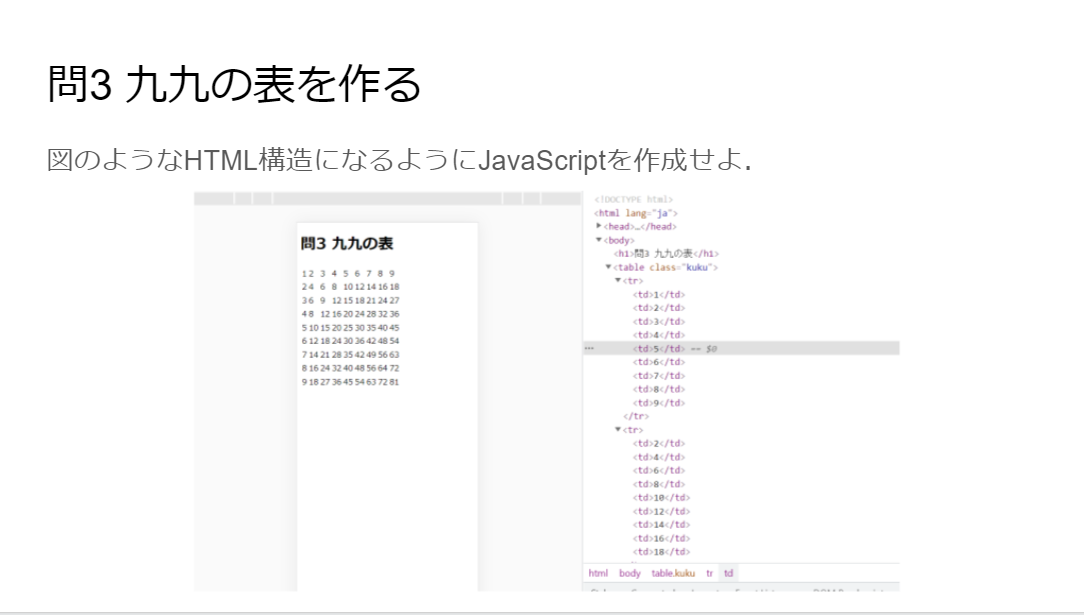 問3 九九の表を作る
図のようなHTML構造になるようにJavaScriptを作成せよ．
問3 九九の表
1 2 3 4 5 6 7 8 9
2 4 6 8 10 12 14 16 18
3 6 9 12 15 18 21 24 27
4 8 12 16 20 24 28 32 36
5 10 15 20 25 30 35 40 45
6 12 18 24 30 36 42 48 54
7 14 21 28 35 42 49 56 63
8 16 24 32 40 48 56 64 72
9 18 27 36 45 54 63 72 81
<!DOCTYPE html>
<html lang="ja">
<head>…</head>
<body>
<h1>問3 九九の表</h1>
<table class="kuku">
<tr>
<td>1</td>
<td>2</td>
<td>3</td>
<td>4</td>
<td>5</td> == $0
<td>6</td>
<td>7</td>
<td>8</td>
<td>9</td>
</tr>
<tr>
<td>2</td>
<td>4</td>
<td>6</td>
<td>8</td>
<td>10</td>
<td>12</td>
<td>14</td>
<td>16</td>
<td>18</td>
html body table.kuku tr td